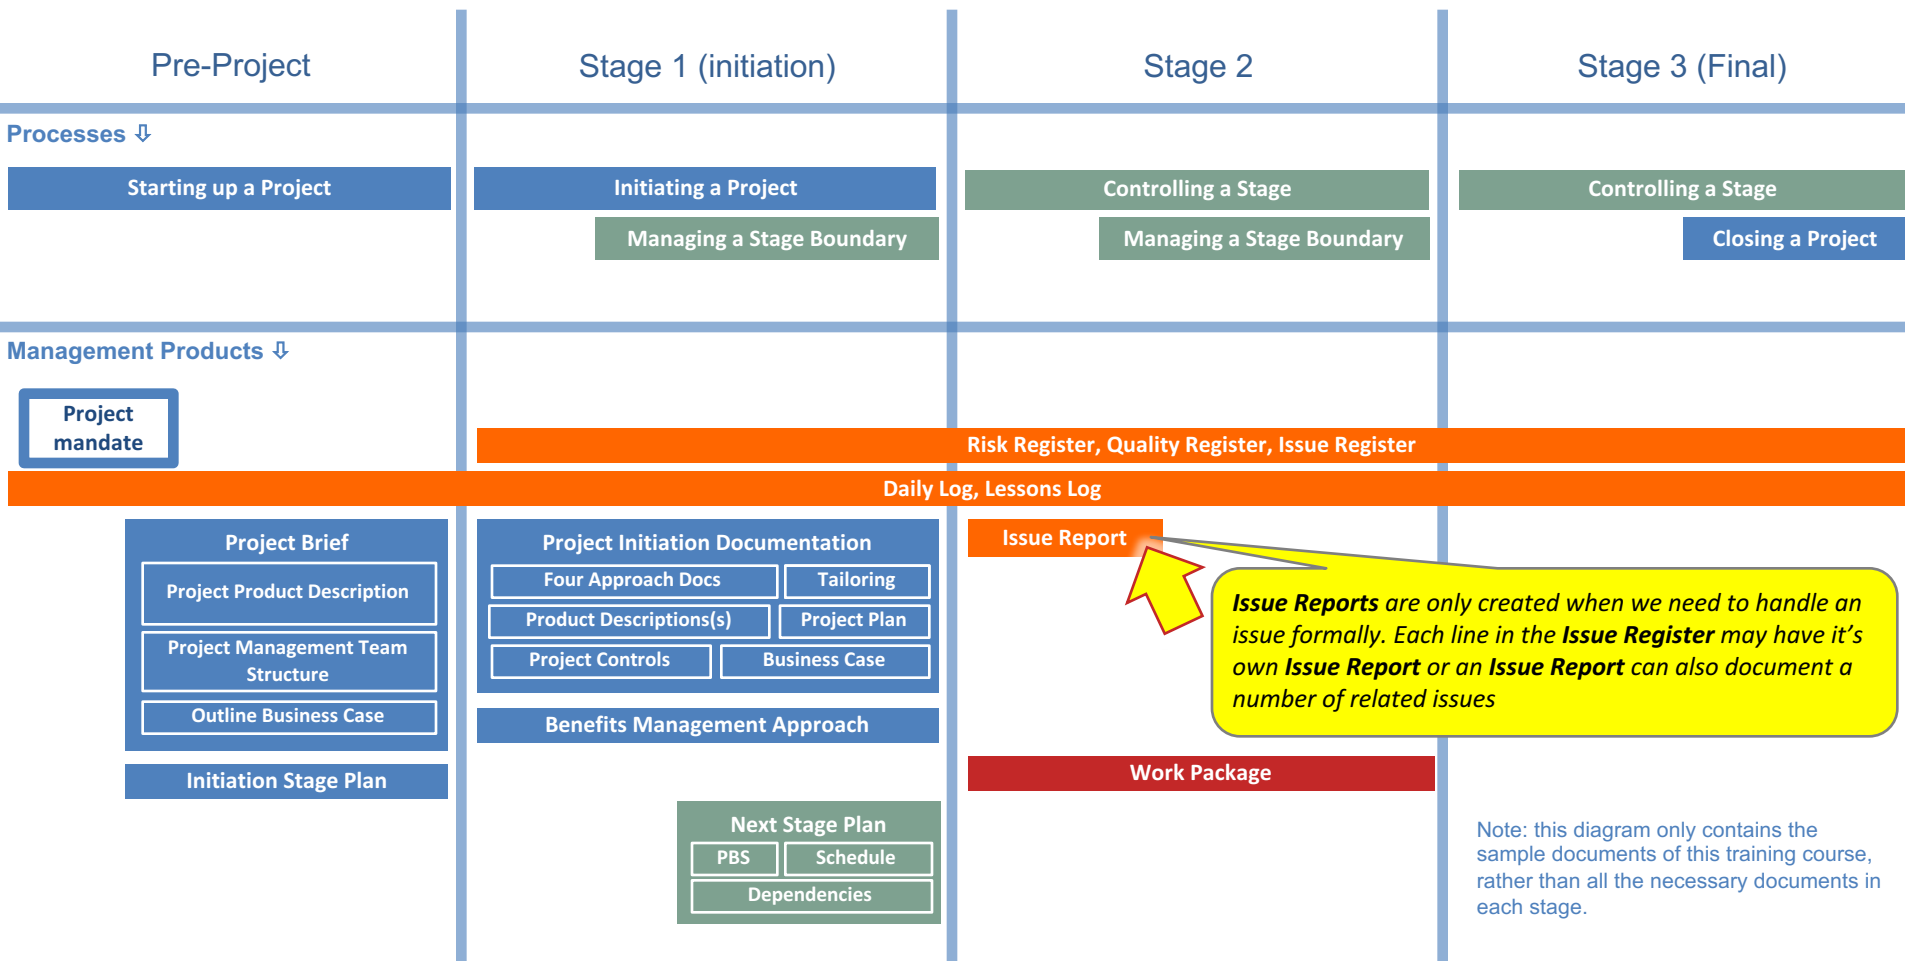 Pre-Project
Stage 1 (initiation)
Stage 2
Stage 3 (Final)
Processes ⇩
Starting up a Project
Initiating a Project
Controlling a Stage
Controlling a Stage
Managing a Stage Boundary
Managing a Stage Boundary
Closing a Project
Management Products ⇩
Project
mandate
Risk Register, Quality Register, Issue Register
Daily Log, Lessons Log
Project Brief
Project Product Description
Project Management Team
Structure
Outline Business Case
Initiation Stage Plan
Project Initiation Documentation
Four Approach Docs
Tailoring
Product Descriptions(s)
Project Plan
Project Controls
Business Case
Benefits Management Approach
Next Stage Plan
PBS
Schedule
Dependencies
Issue Report
Issue Reports are only created when we need to handle an
issue formally. Each line in the Issue Register may have it’s
own Issue Report or an Issue Report can also document a
number of related issues
Work Package
Note: this diagram only contains the
sample documents of this training course,
rather than all the necessary documents in
each stage.